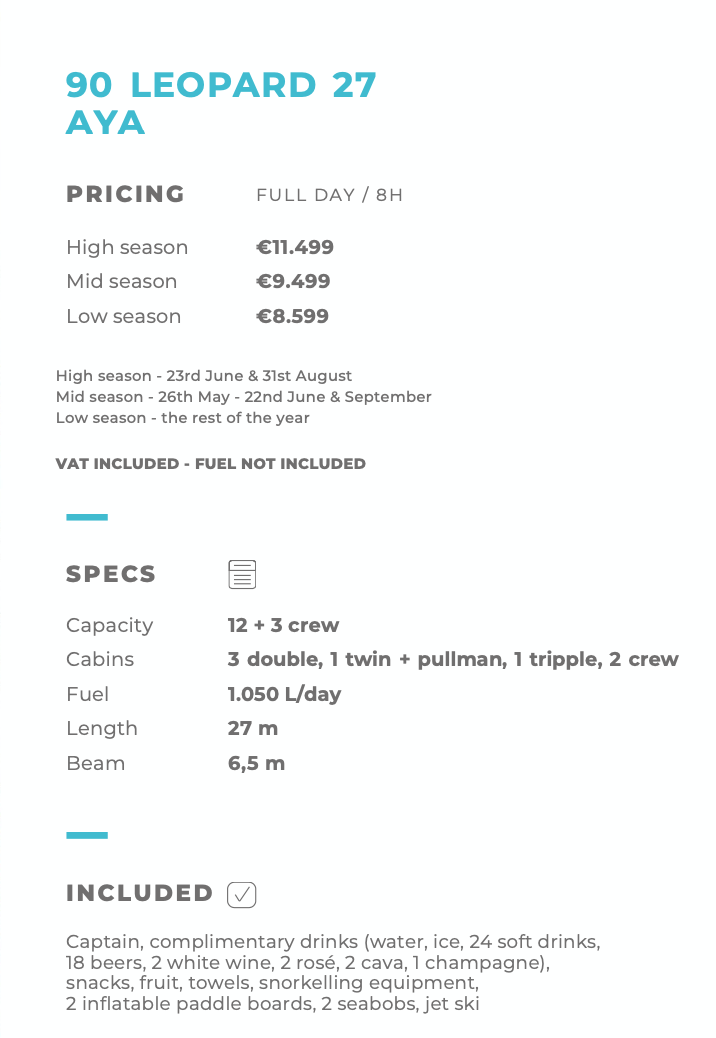 90 LEOPARD 27
AYA
PRICING FULL DAY / 8H
High season €11.499
Mid season €9.499
Low season €8.599
High season - 23rd June & 31st August
Mid season - 26th May - 22nd June & September
Low season - the rest of the year
VAT INCLUDED - FUEL NOT INCLUDED
SPECS
Capacity 12 + 3 crew
Cabins 3 double, 1 twin + pullman, 1 tripple, 2 crew
Fuel 1.050 L/day
Length 27 m
Beam 6,5 m
INCLUDED
Captain, complimentary drinks (water, ice, 24 soft drinks,
18 beers, 2 white wine, 2 rosé, 2 cava, 1 champagne),
snacks, fruit, towels, snorkelling equipment,
2 inflatable paddle boards, 2 seabobs, jet ski